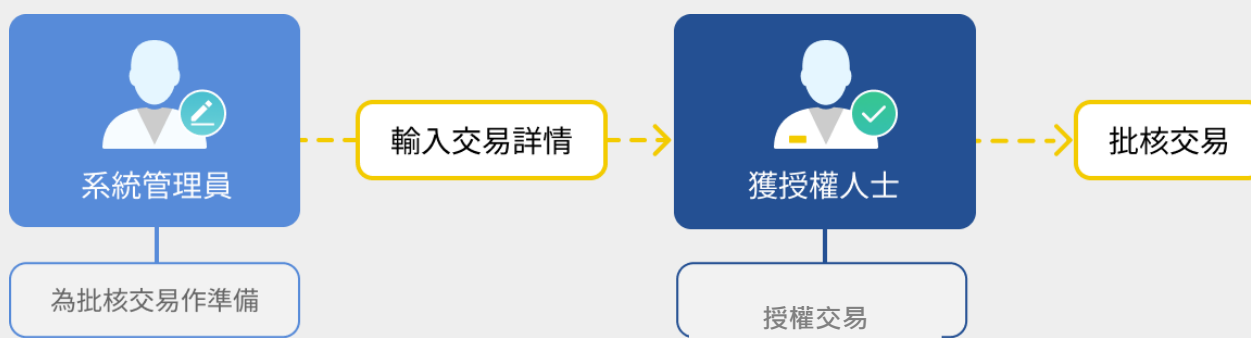 系統管理員
輸入交易詳情
獲授權人士
批核交易
為批核交易作準備
授權交易